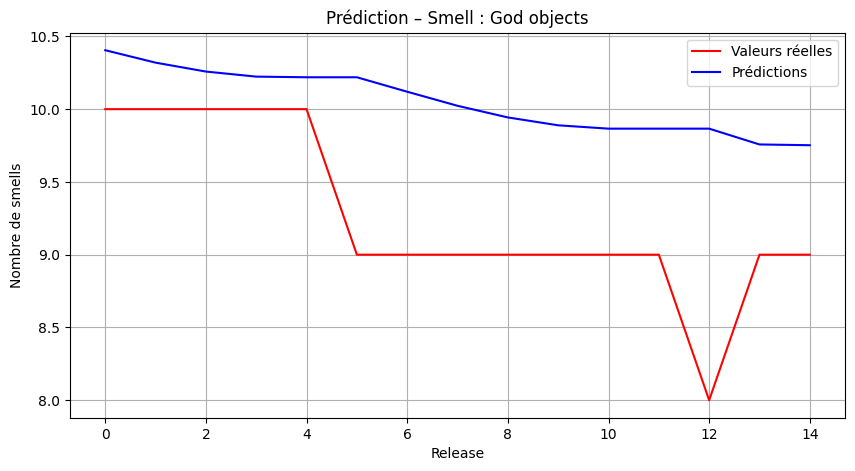 Prédiction – Smell : God objects
Valeurs réelles
Prédictions
Nombre de smells
10.5
10.0
9.5
9.0
8.5
8.0
0 2 4 6 8 10 12 14
Release